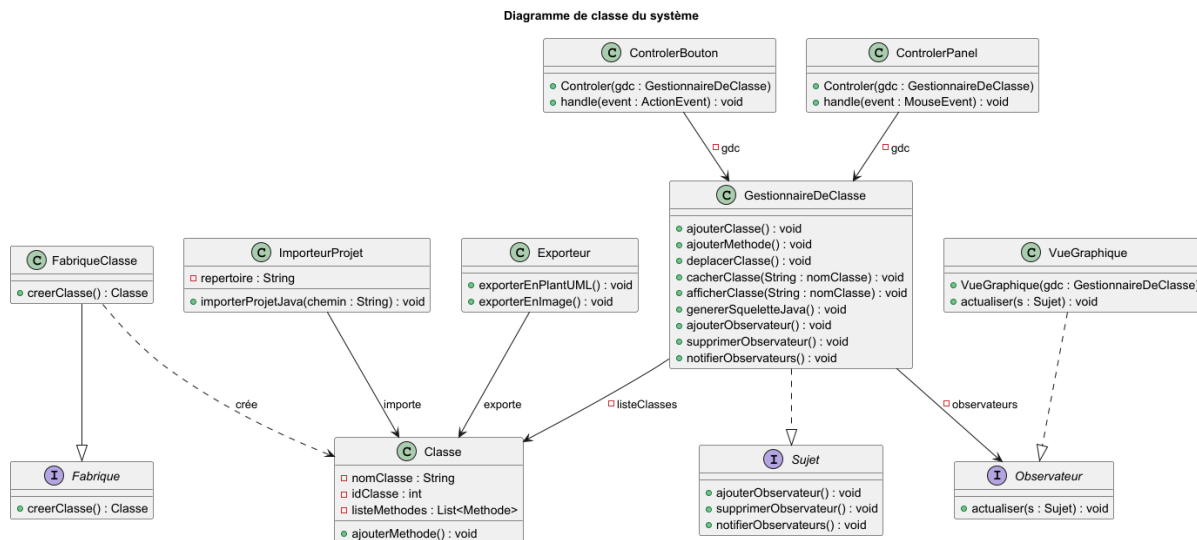 Diagramme de classe du système
C ControlerBouton
Controler(gdc : GestionnaireDeClasse)
handle(event : ActionEvent) : void
C ControlerPanel
Controler(gdc : GestionnaireDeClasse)
handle(event : MouseEvent) : void
gdc
gdc
C GestionnaireDeClasse
ajouterClasse() : void
ajouterMethode() : void
deplacerClasse() : void
cacherClasse(String : nomClasse) : void
afficherClasse(String : nomClasse) : void
genererSqueletteJava() : void
ajouterObservateur() : void
supprimerObservateur() : void
notifierObservateurs() : void
C FabriqueClasse
creerClasse() : Classe
C ImporteurProjet
repertoire : String
importerProjetJava(chemin : String) : void
C Exporteur
exporterEnPlantUML() : void
exporterEnImage() : void
C VueGraphique
VueGraphique(gdc : GestionnaireDeClasse)
actualiser(s : Sujet) : void
crée
importe
exporte
listeClasses
observateurs
I Fabrique
creerClasse() : Classe
C Classe
nomClasse : String
idClasse : int
listeMethodes : List<Methode>
ajouterMethode() : void
I Sujet
ajouterObservateur() : void
supprimerObservateur() : void
notifierObservateurs() : void
I Observateur
actualiser(s : Sujet) : void